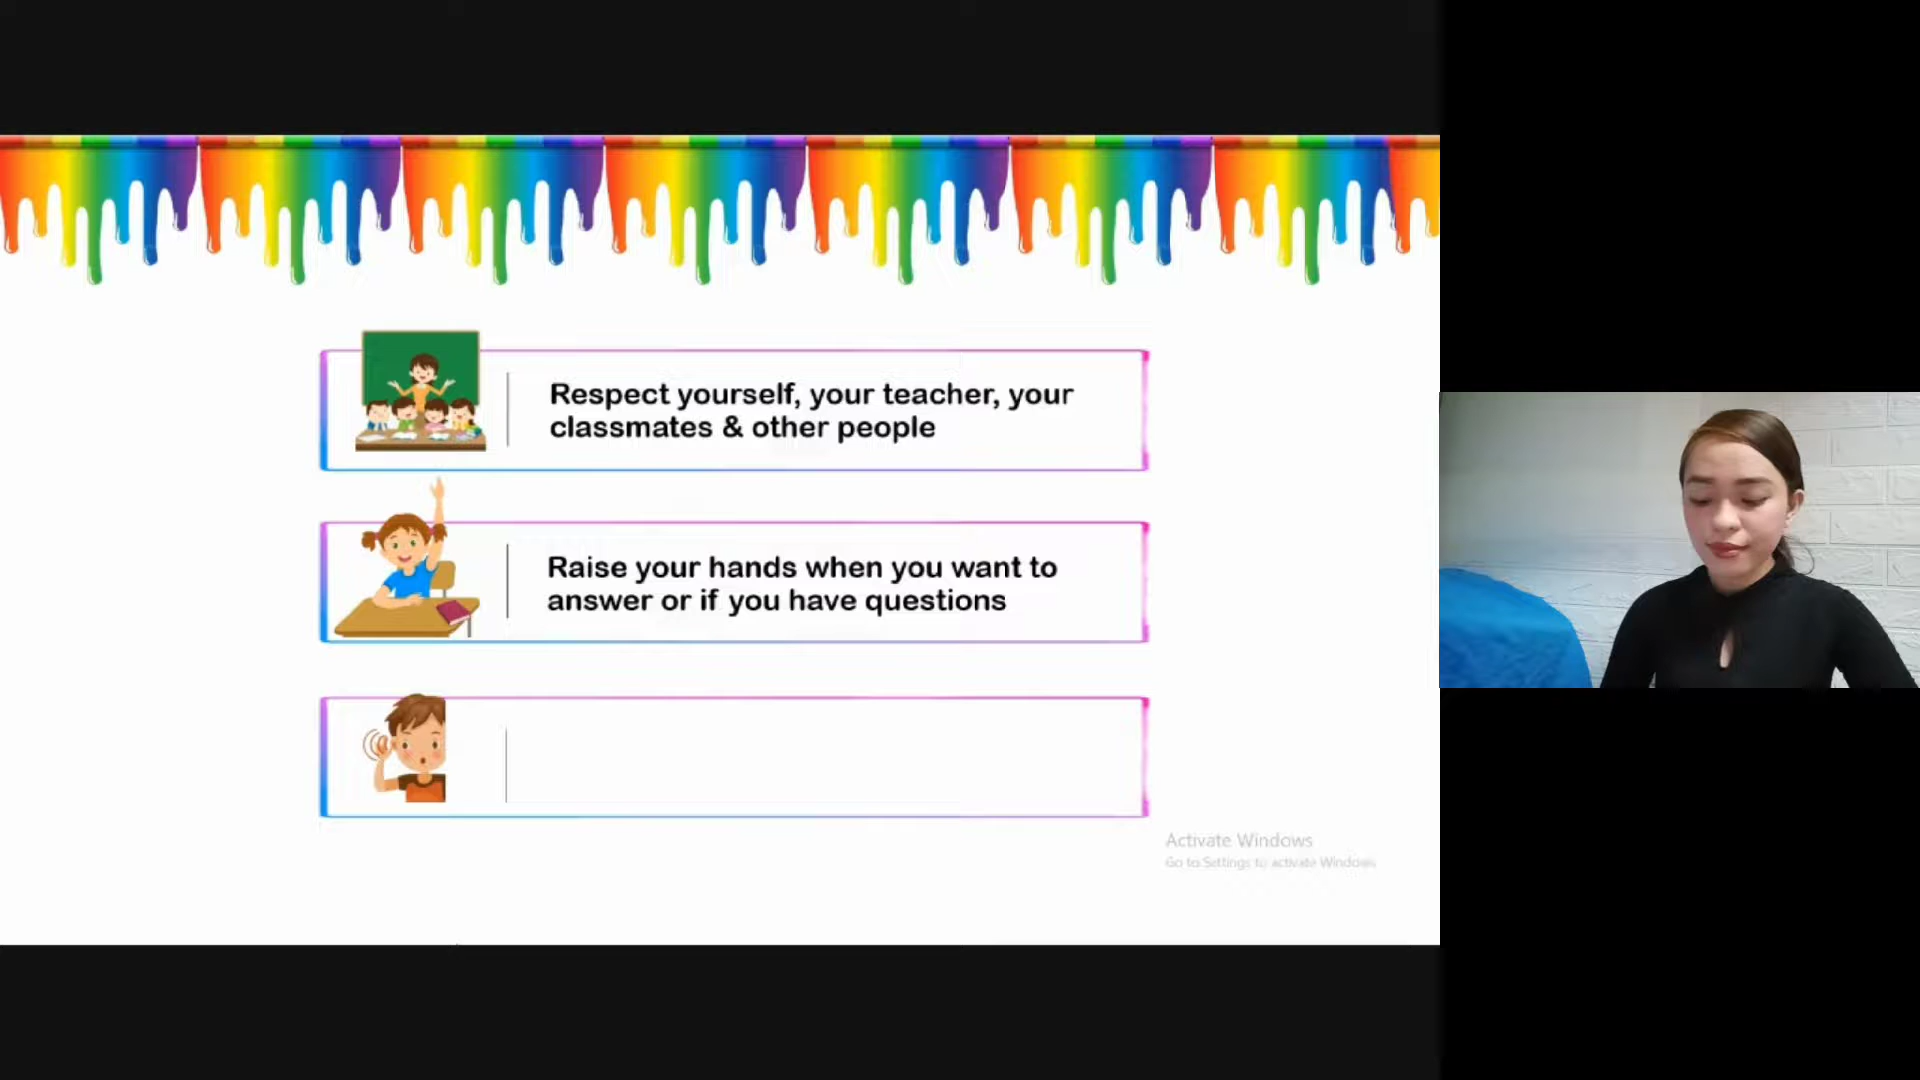 Respect yourself, your teacher, your
classmates & other people
Raise your hands when you want to
answer or if you have questions
Activate Windows
Go to Settings to activate Windows